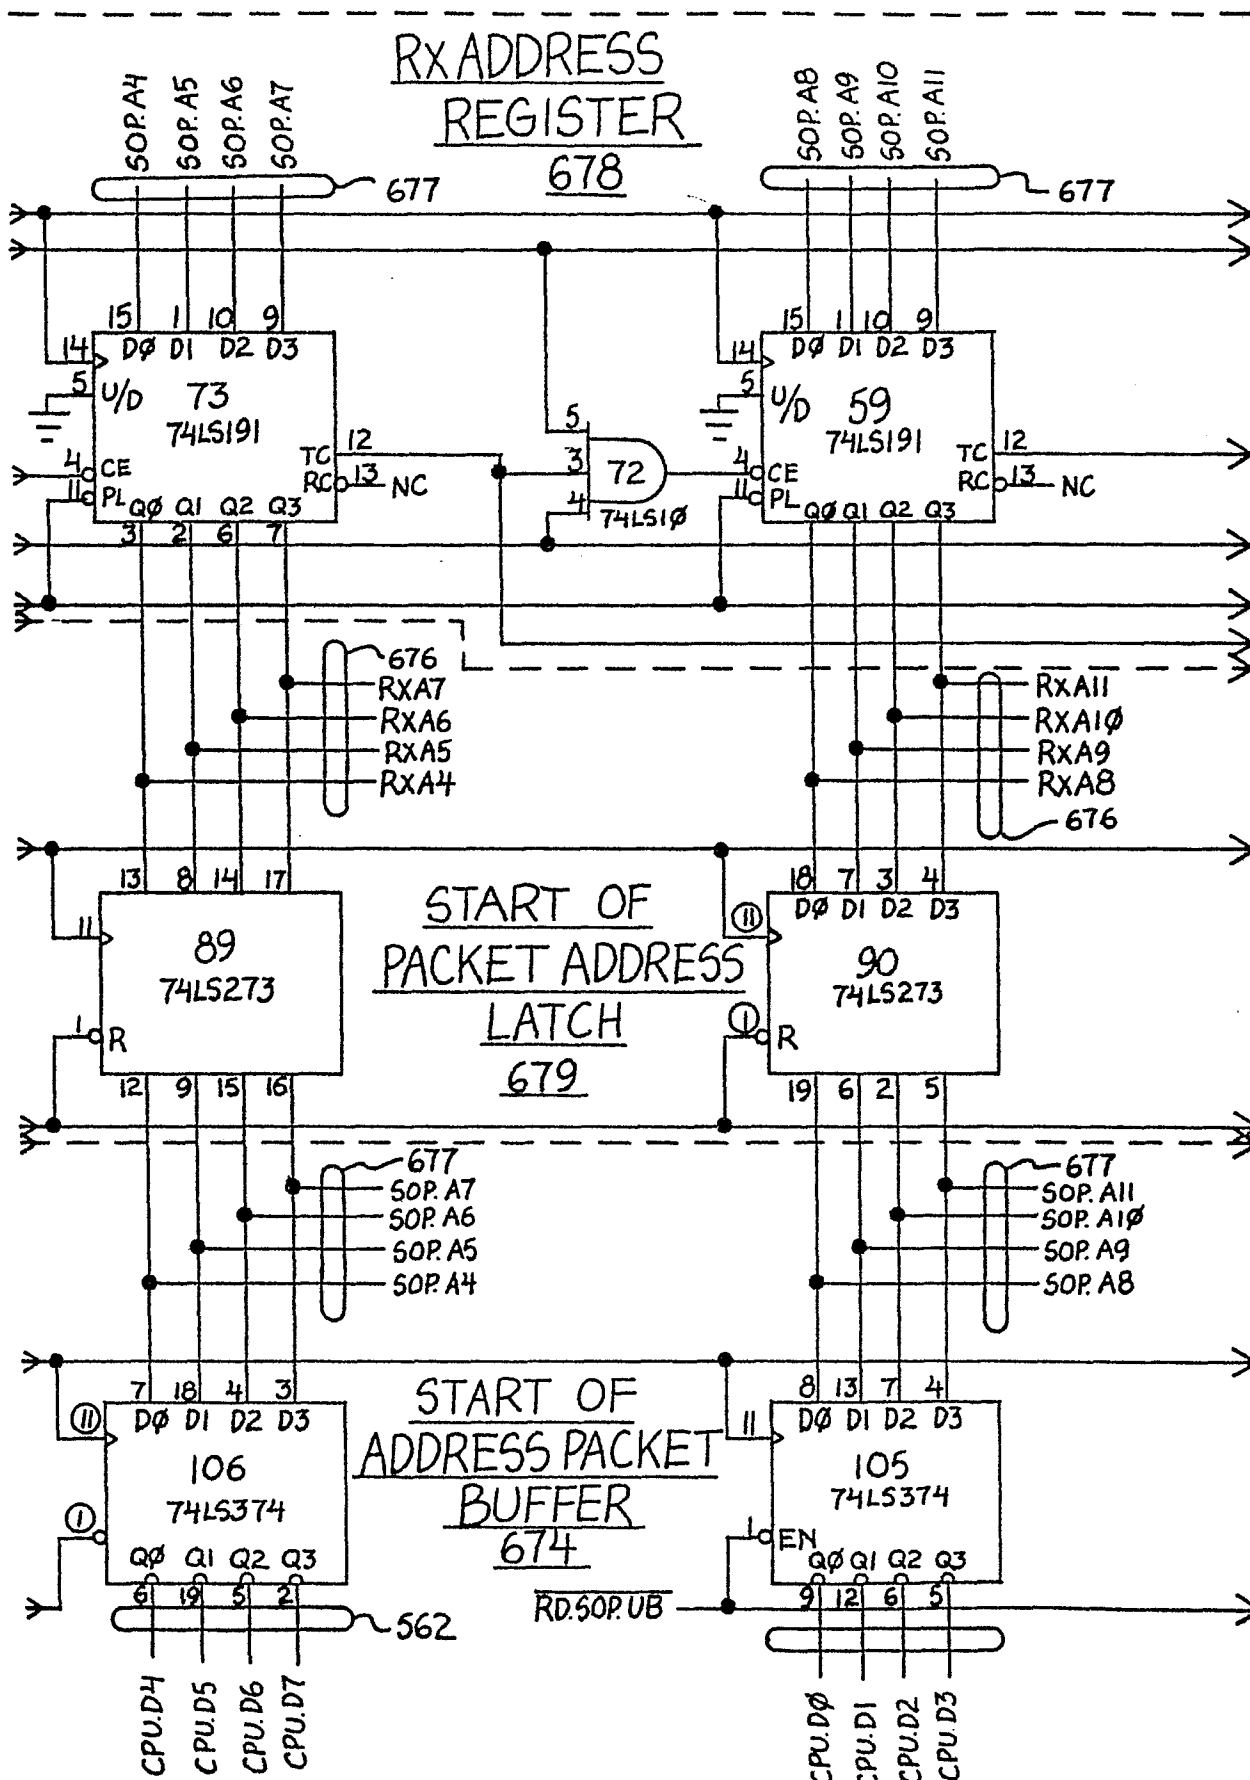 RX ADDRESS
REGISTER
678
SOP.A4 SOP.A5 SOP.A6 SOP.A7
SOP.A8 SOP.A9 SOP.A10 SOP.A11
677
677
15 1 10 9
DØ D1 D2 D3
14
5
U/D
73
74LS191
TC 12
RC 13 NC
4 CE
11 PL
QØ Q1 Q2 Q3
3 2 6 7
5
3
4
72
74LS1Ø
15 1 10 9
DØ D1 D2 D3
14
5
U/D
59
74LS191
TC 12
RC 13 NC
4 CE
11 PL
QØ Q1 Q2 Q3
676
RXA7
RXA6
RXA5
RXA4
RXA11
RXA1Ø
RXA9
RXA8
676
13 8 14 17
11
89
74LS273
1 R
12 9 15 16
START OF
PACKET ADDRESS
LATCH
679
18 7 3 4
DØ D1 D2 D3
11
90
74LS273
1 R
19 6 2 5
677
SOP.A7
SOP.A6
SOP.A5
SOP.A4
677
SOP.A11
SOP.A1Ø
SOP.A9
SOP.A8
7 18 4 3
DØ D1 D2 D3
11
106
74LS374
1
QØ Q1 Q2 Q3
6 19 5 2
562
CPU.D4 CPU.D5 CPU.D6 CPU.D7
START OF
ADDRESS PACKET
BUFFER
674
RD.SOP.UB
8 13 7 4
DØ D1 D2 D3
11
105
74LS374
1 EN
QØ Q1 Q2 Q3
9 12 6 5
CPU.DØ CPU.D1 CPU.D2 CPU.D3